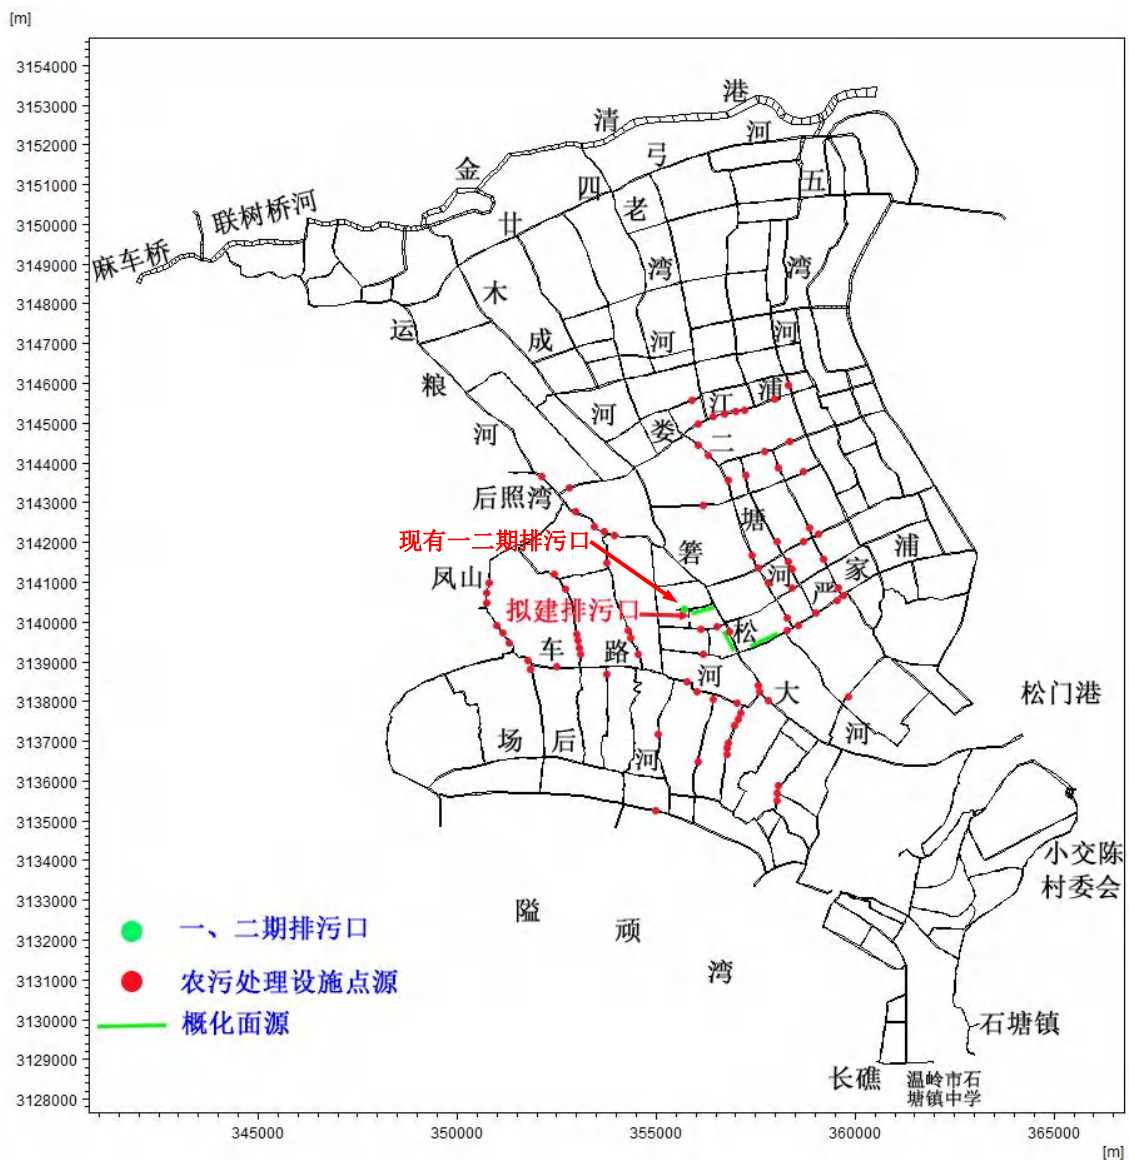 [m]
3154000
3153000
3152000
3151000
3150000
3149000
3148000
3147000
3146000
3145000
3144000
3143000
3142000
3141000
3140000
3139000
3138000
3137000
3136000
3135000
3134000
3133000
3132000
3131000
3130000
3129000
3128000
金清港
联树桥河
麻车桥
廿四弓河
老湾河
五湾河
木成河
运粮河
娄江浦
二塘河
后照湾
现有一二期排污口
箬松大河
严家浦
凤山
拟建排污口
车路河
松门港
场后河
小交陈
村委会
隘顽湾
一、二期排污口
农污处理设施点源
概化面源
石塘镇
长礁
温岭市石
塘镇中学
345000
350000
355000
360000
365000
[m]